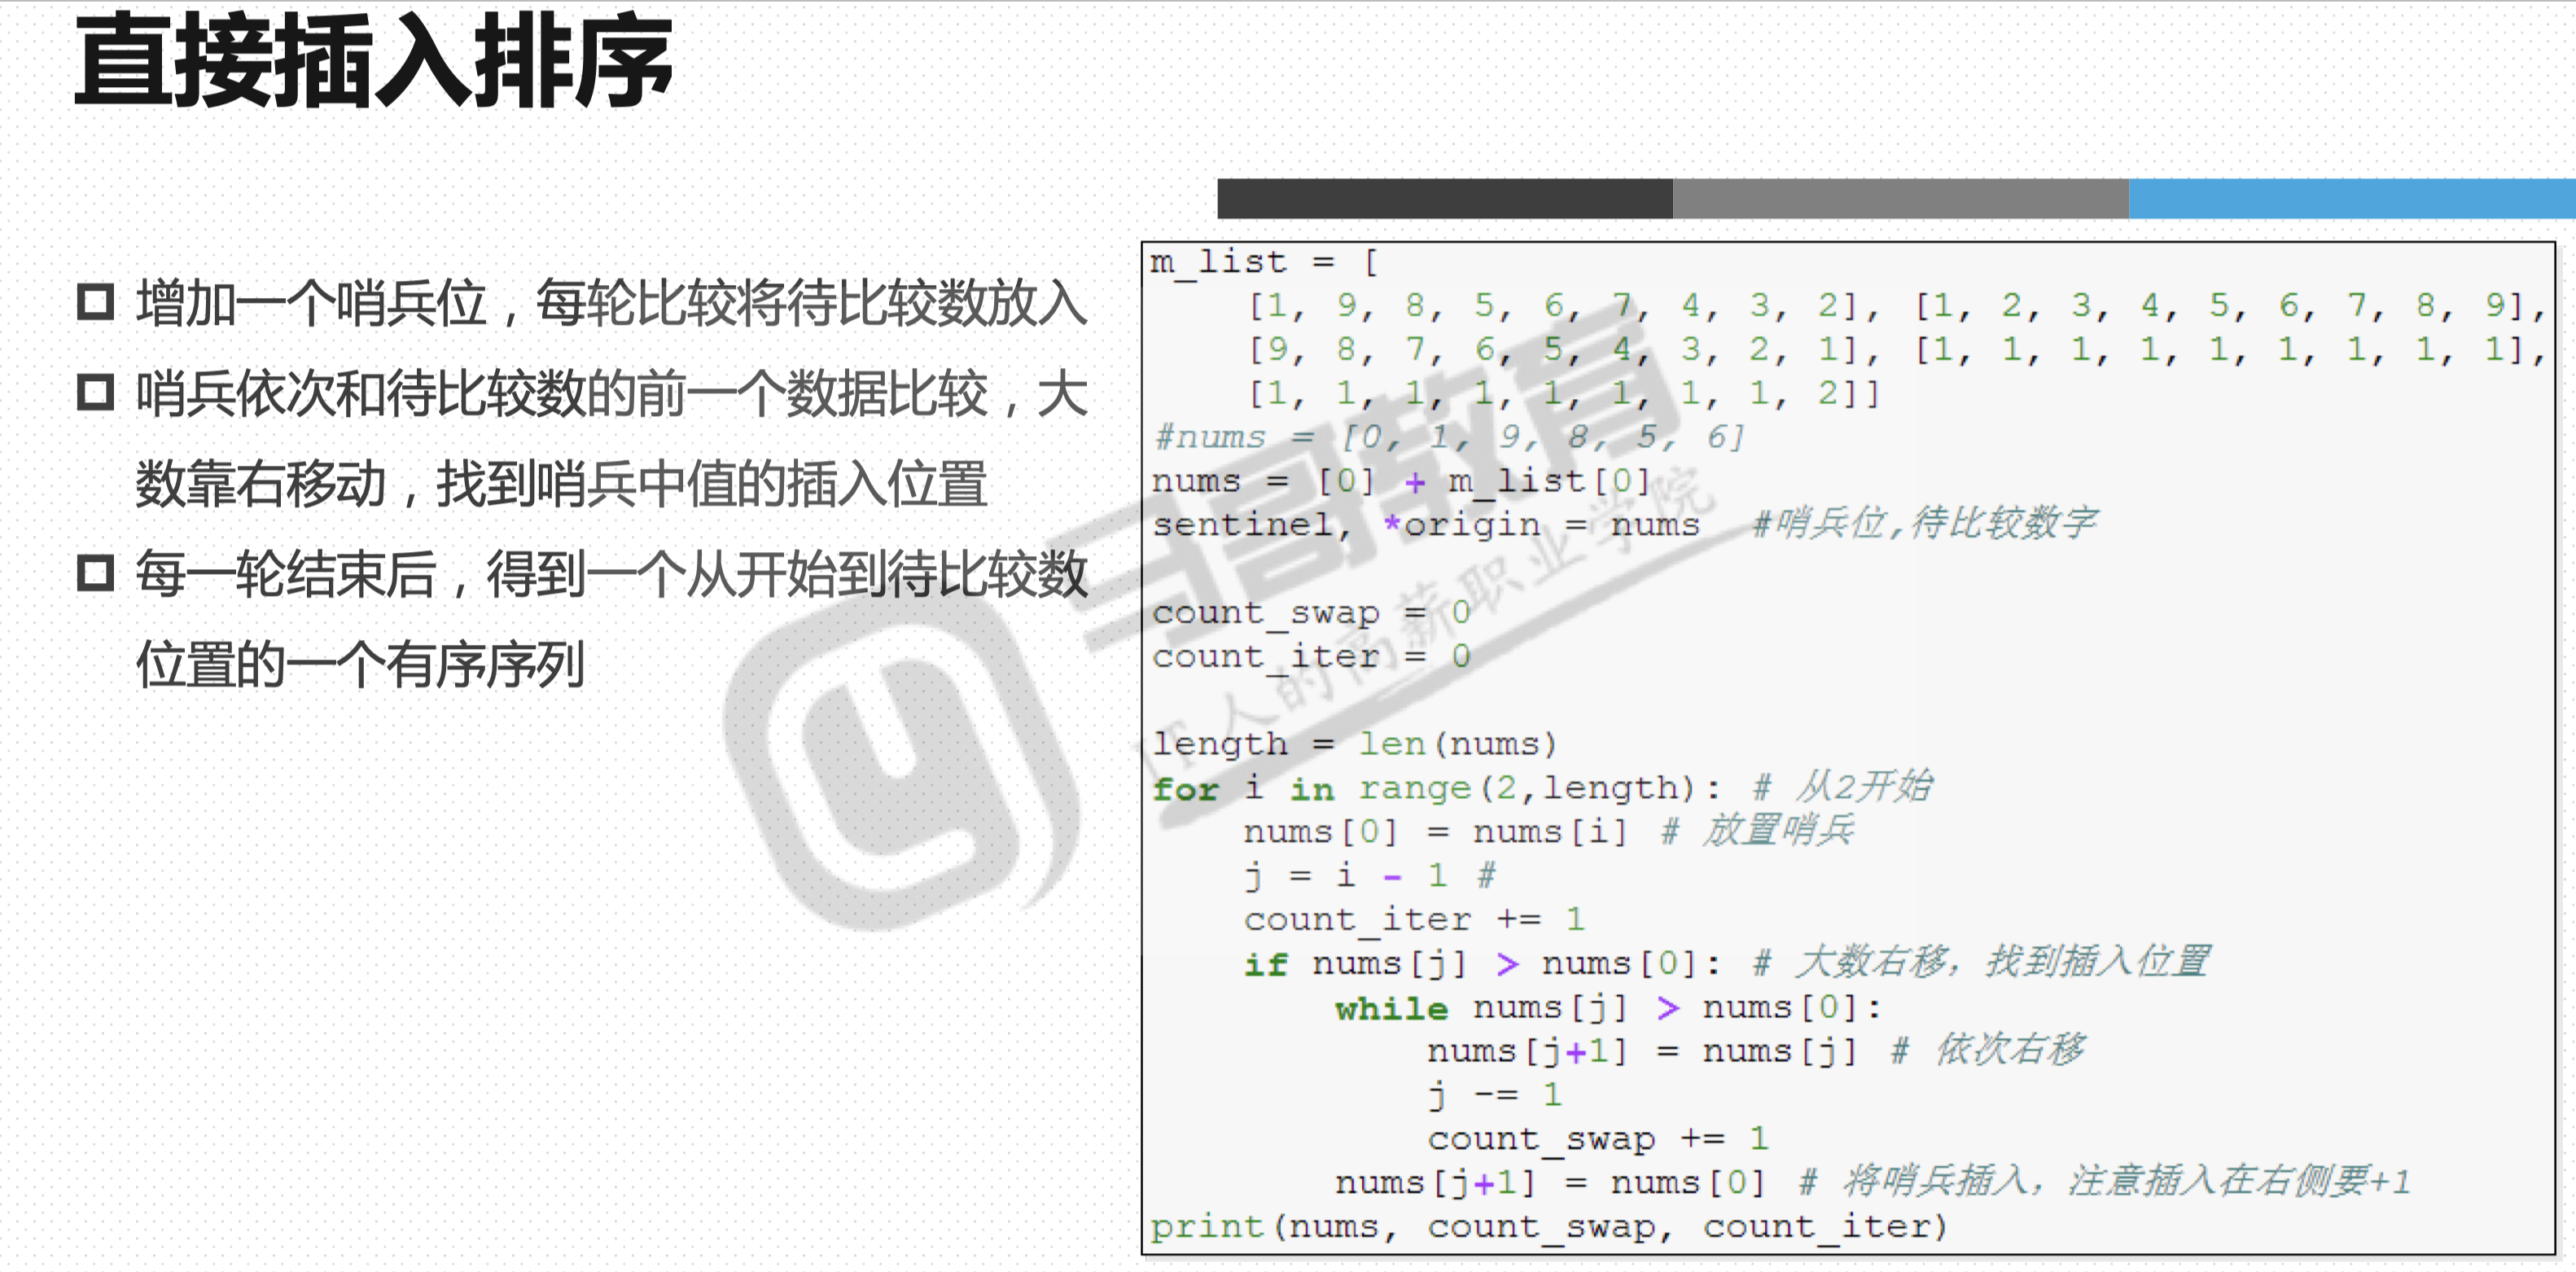 直接插入排序
增加一个哨兵位，每轮比较将待比较数放入
哨兵依次和待比较数的前一个数据比较，大
数靠右移动，找到哨兵中值的插入位置
每一轮结束后，得到一个从开始到待比较数
位置的一个有序序列
m_list = [
    [1, 9, 8, 5, 6, 7, 4, 3, 2], [1, 2, 3, 4, 5, 6, 7, 8, 9],
    [9, 8, 7, 6, 5, 4, 3, 2, 1], [1, 1, 1, 1, 1, 1, 1, 1, 1],
    [1, 1, 1, 1, 1, 1, 1, 1, 2]]
#nums = [0, 1, 9, 8, 5, 6]
nums = [0] + m_list[0]
sentinel, *origin = nums  #哨兵位,待比较数字
count_swap = 0
count_iter = 0
length = len(nums)
for i in range(2,length): # 从2开始
    nums[0] = nums[i] # 放置哨兵
    j = i - 1 #
    count_iter += 1
    if nums[j] > nums[0]: # 大数右移，找到插入位置
        while nums[j] > nums[0]:
            nums[j+1] = nums[j] # 依次右移
            j -= 1
            count_swap += 1
        nums[j+1] = nums[0] # 将哨兵插入，注意插入在右侧要+1
print(nums, count_swap, count_iter)
马哥教育
IT人的高薪职业学院